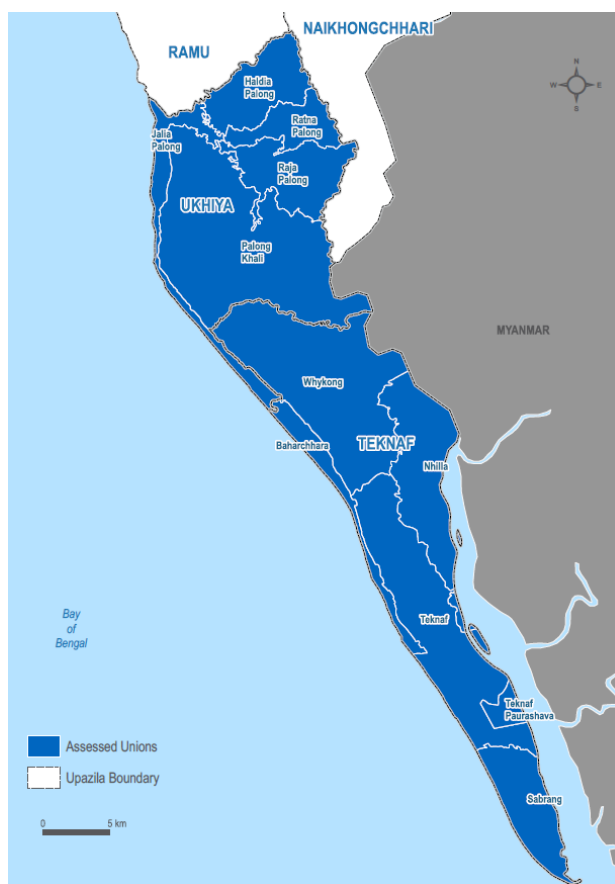 NAIKHONGCHHARI
RAMU
N
W
E
S
Haldia
Palong
Ratna
Palong
Jalia
Palong
Raja
Palong
UKHIYA
Palong
Khali
MYANMAR
Whykong
TEKNAF
Baharchhara
Nhilla
Bay
of
Bengal
Teknaf
Teknaf
Paurashava
Assessed Unions
Upazila Boundary
Sabrang
0 5 km